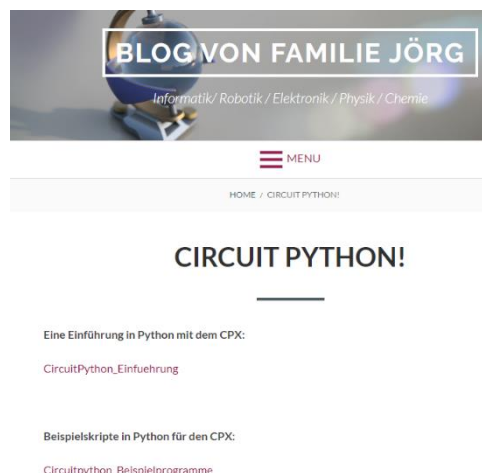 BLOG VON FAMILIE JÖRG
Informatik/ Robotik / Elektronik / Physik / Chemie
MENU
HOME / CIRCUIT PYTHON!
CIRCUIT PYTHON!
Eine Einführung in Python mit dem CPX:
CircuitPython_Einfuehrung
Beispielskripte in Python für den CPX:
Circuitpython_Beispielprogramme